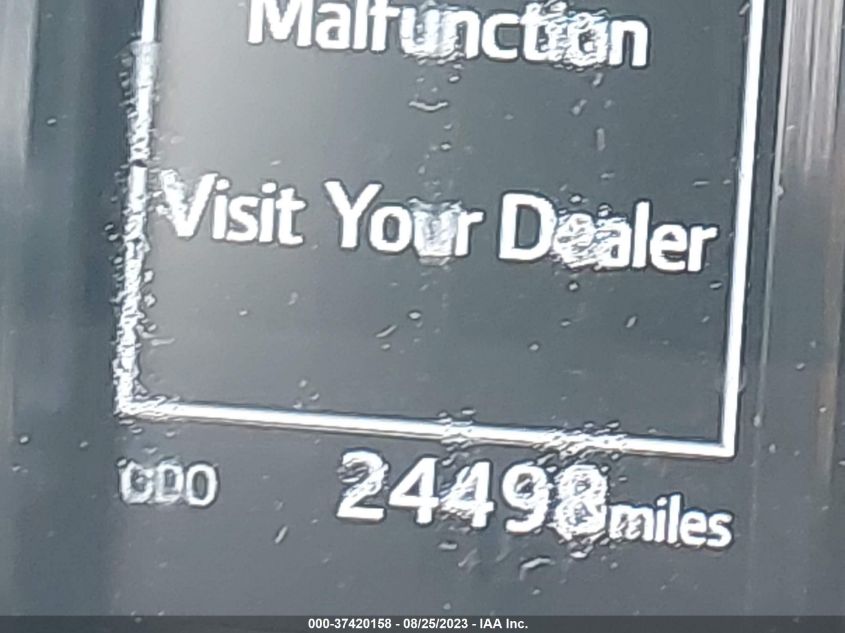 Malfunction
Visit Your Dealer
ODO 24498 miles
000-37420158 - 08/25/2023 - IAA Inc.